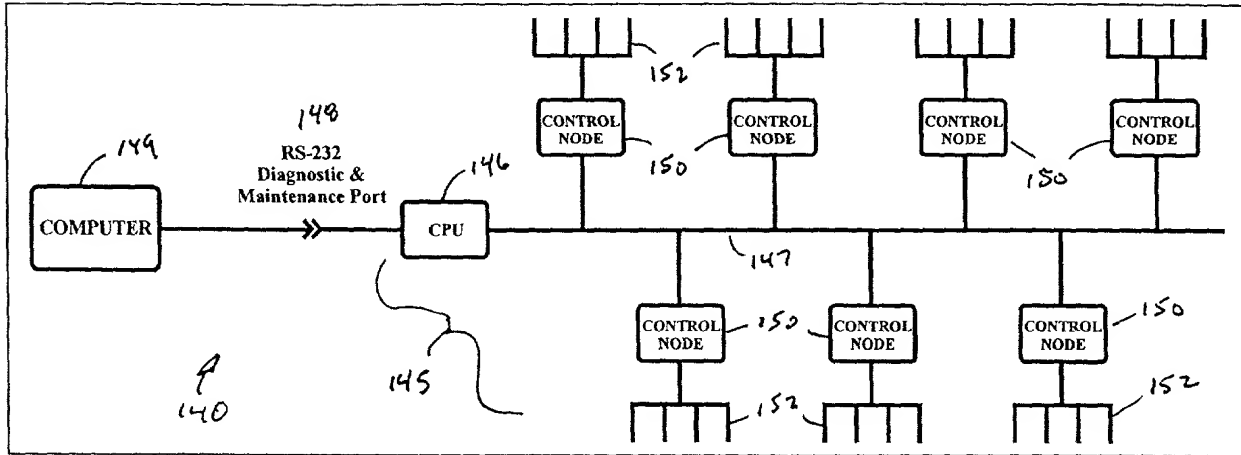 152
CONTROL
NODE
CONTROL
NODE
CONTROL
NODE
CONTROL
NODE
150
150
148
RS-232
Diagnostic &
Maintenance Port
149
COMPUTER
146
CPU
147
CONTROL
NODE
150
CONTROL
NODE
CONTROL
NODE
150
145
140
152
152